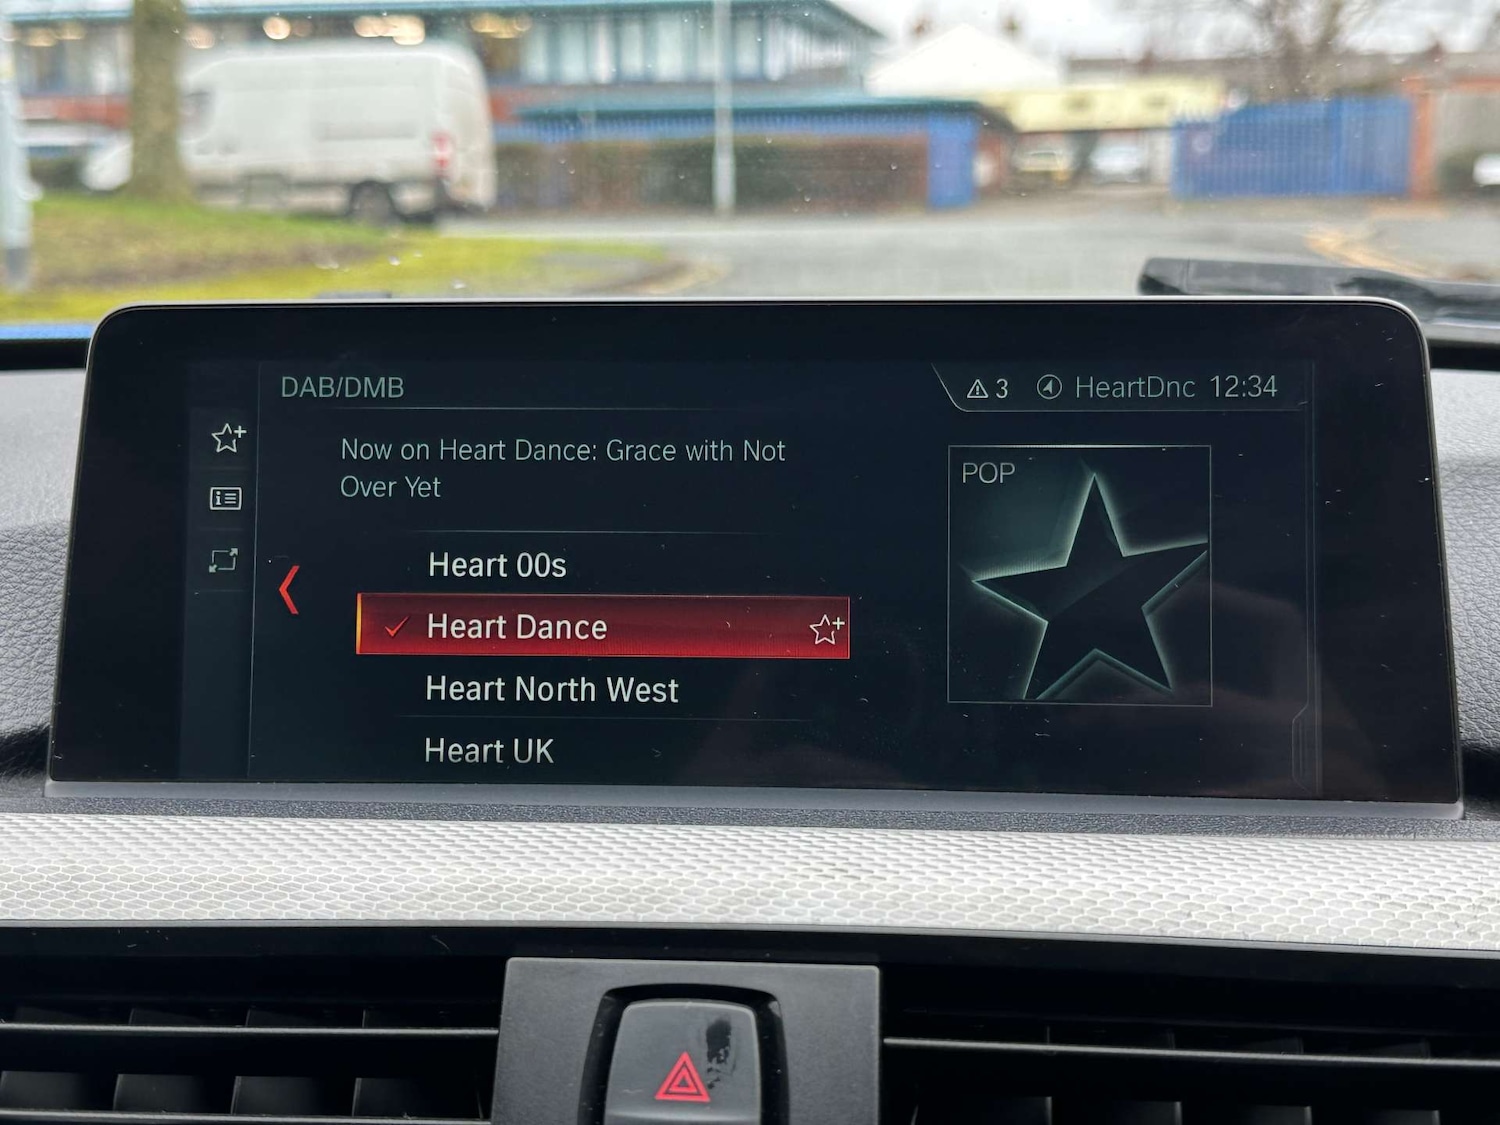 DAB/DMB
3 HeartDnc 12:34
Now on Heart Dance: Grace with Not
Over Yet
POP
Heart 00s
Heart Dance
Heart North West
Heart UK